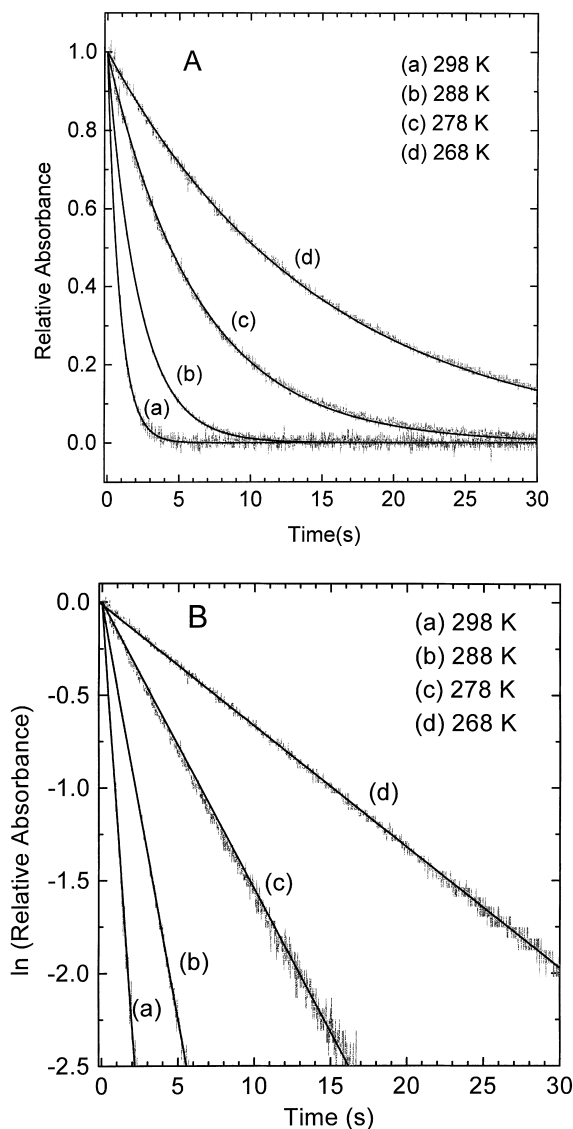 A
(a) 298 K
(b) 288 K
(c) 278 K
(d) 268 K
1.0
0.8
0.6
0.4
0.2
0.0
Relative Absorbance
(d)
(c)
(b)
(a)
0 5 10 15 20 25 30
Time(s)
B
(a) 298 K
(b) 288 K
(c) 278 K
(d) 268 K
0.0
-0.5
-1.0
-1.5
-2.0
-2.5
ln (Relative Absorbance)
(d)
(c)
(b)
(a)
0 5 10 15 20 25 30
Time (s)